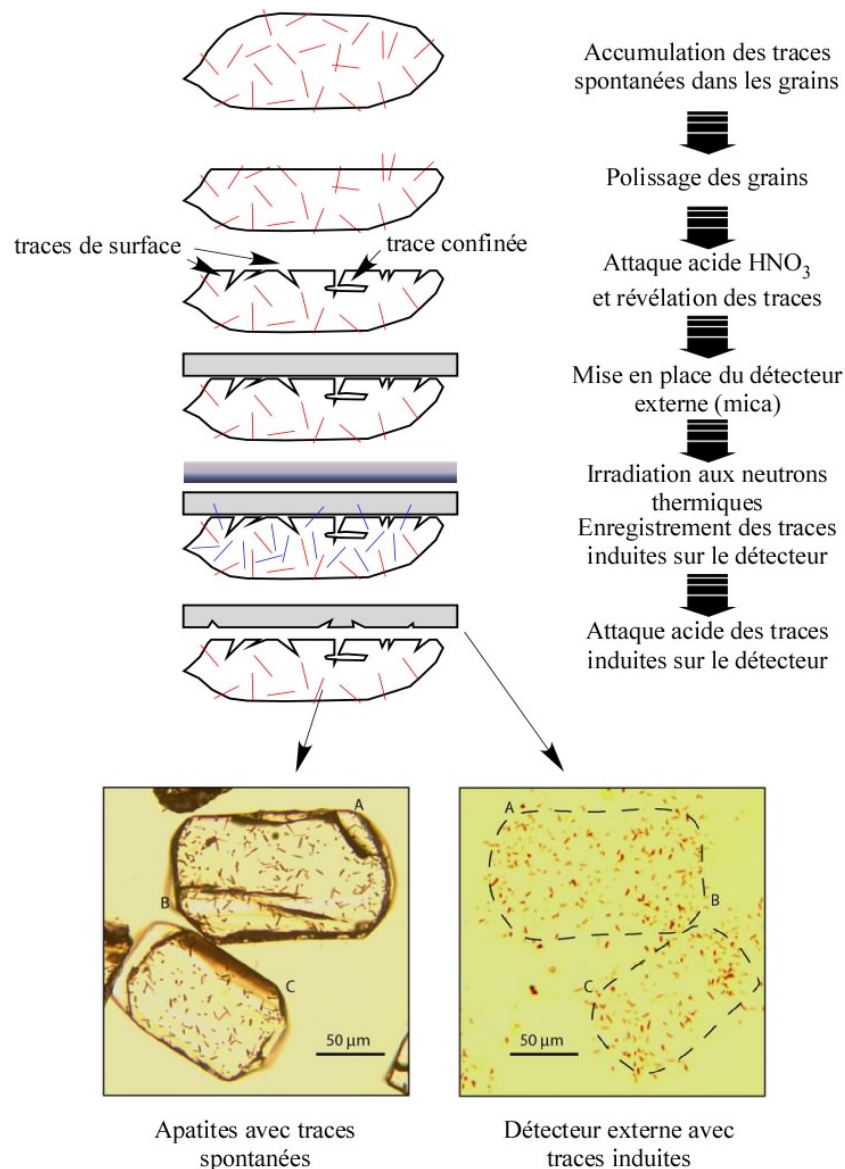 Accumulation des traces
spontanées dans les grains
Polissage des grains
traces de surface
trace confinée
Attaque acide HNO₃
et révélation des traces
Mise en place du détecteur
externe (mica)
Irradiation aux neutrons
thermiques
Enregistrement des traces
induites sur le détecteur
Attaque acide des traces
induites sur le détecteur
A
B
C
50 µm
A
B
C
50 µm
Apatites avec traces
spontanées
Détecteur externe avec
traces induites